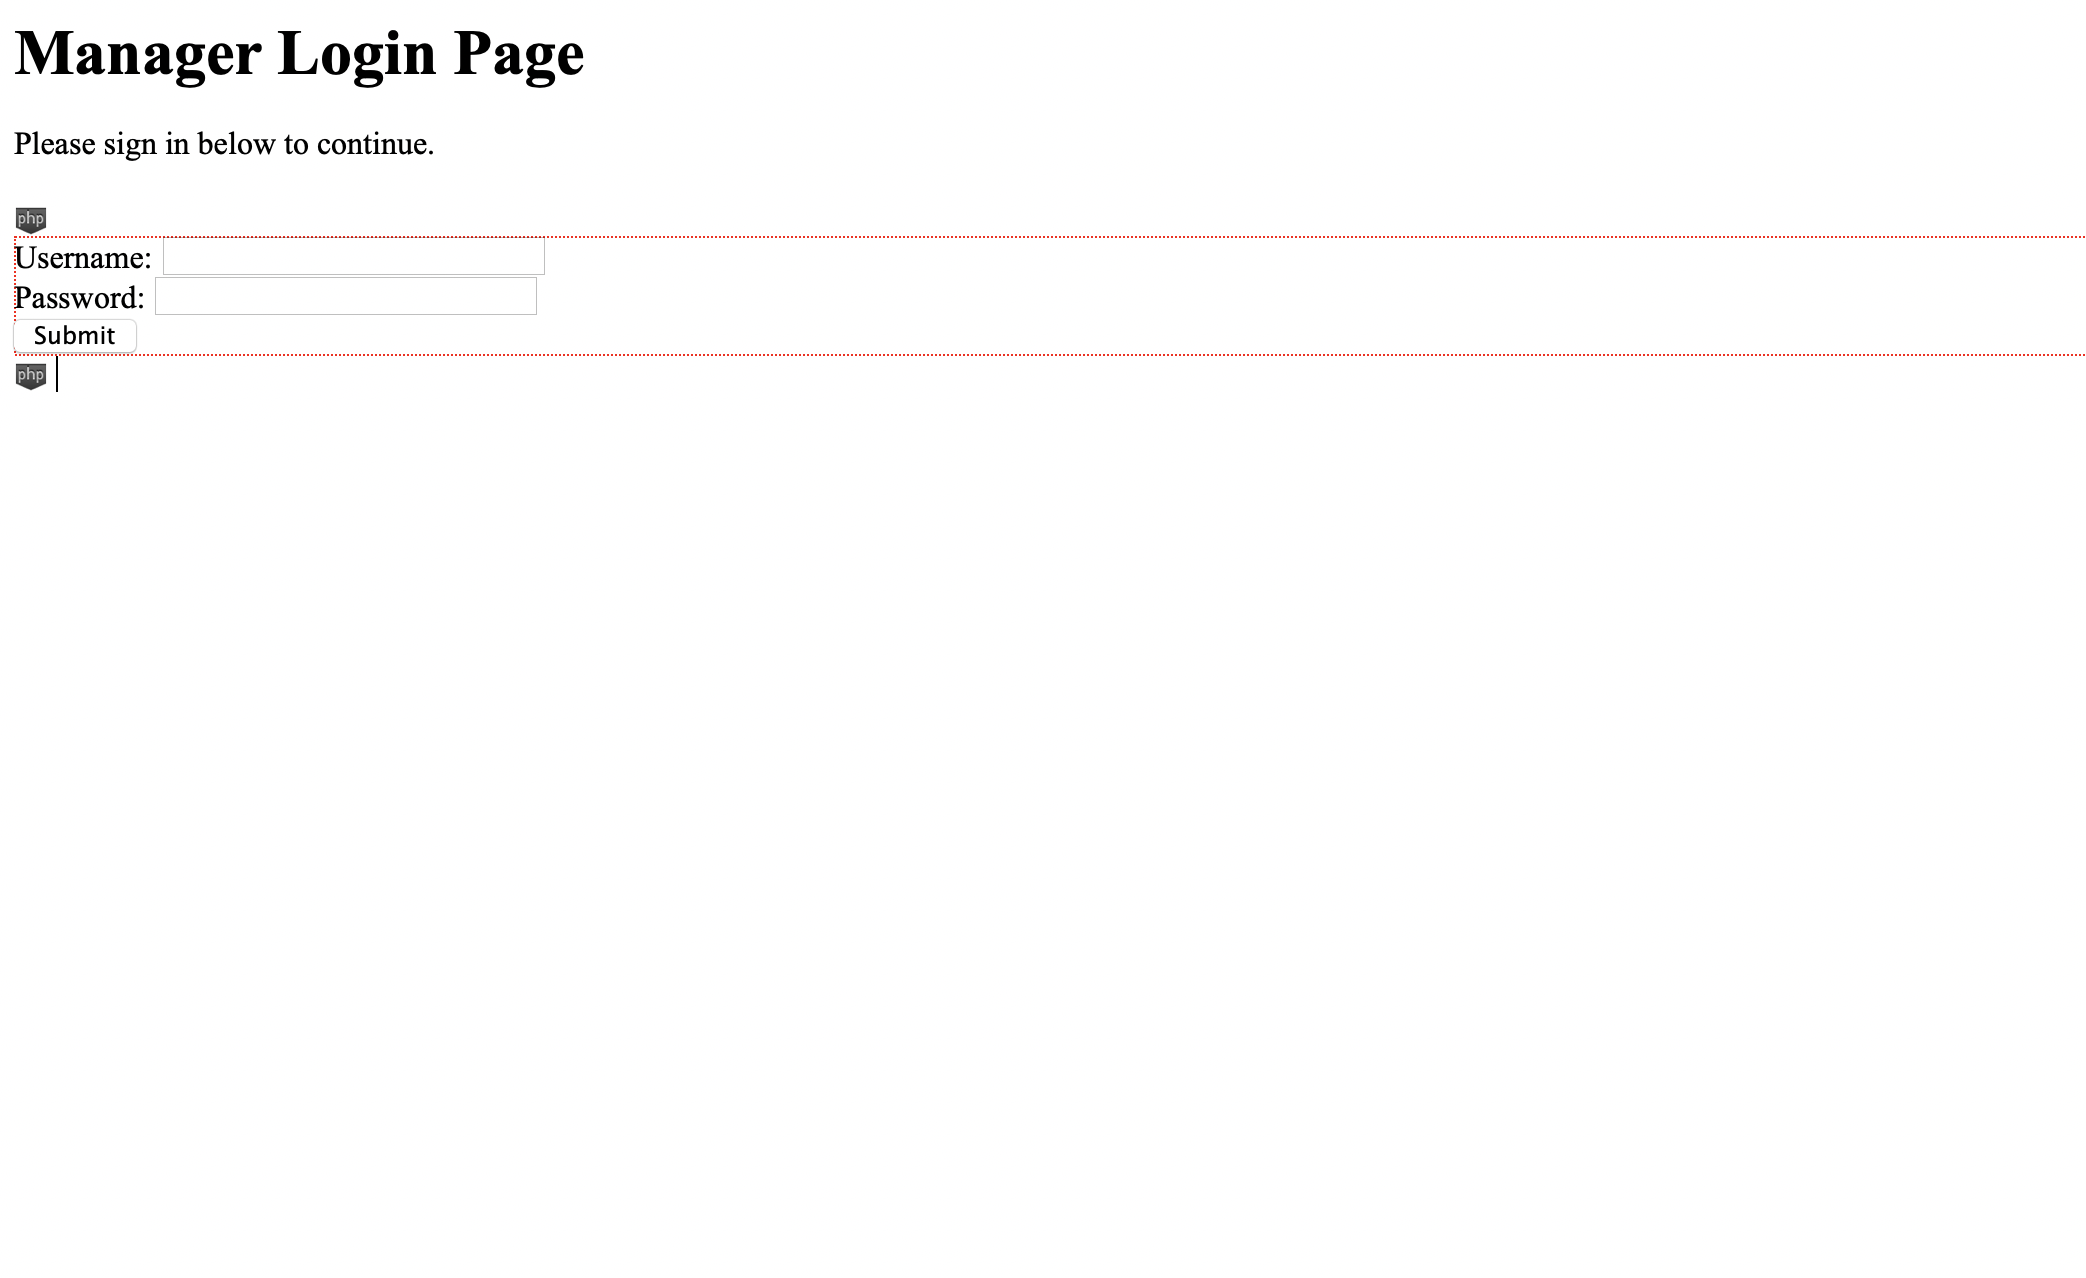 Manager Login Page
Please sign in below to continue.
php
Username:
Password:
Submit
php